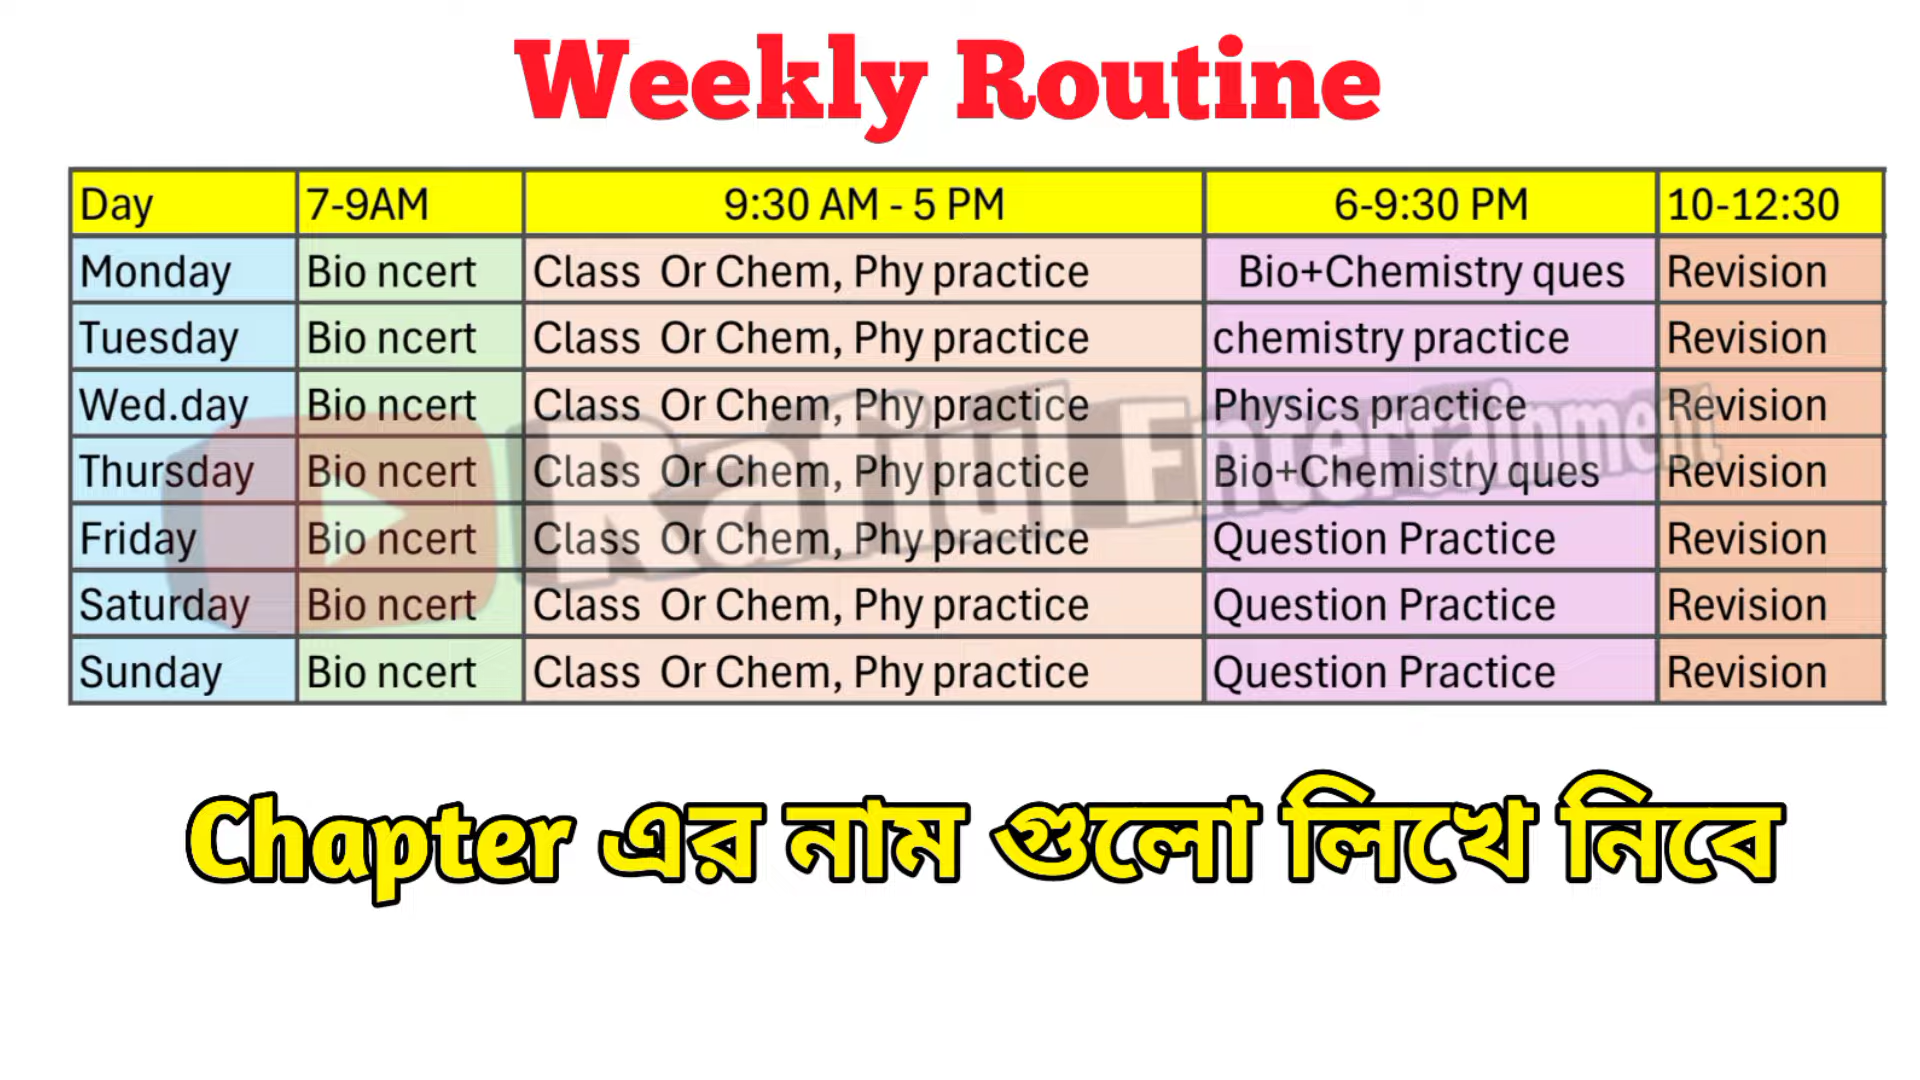 Weekly Routine
Day 7-9AM 9:30 AM - 5 PM 6-9:30 PM 10-12:30
Monday Bio ncert Class Or Chem, Phy practice Bio+Chemistry ques Revision
Tuesday Bio ncert Class Or Chem, Phy practice chemistry practice Revision
Wed.day Bio ncert Class Or Chem, Phy practice Physics practice Revision
Thursday Bio ncert Class Or Chem, Phy practice Bio+Chemistry ques Revision
Friday Bio ncert Class Or Chem, Phy practice Question Practice Revision
Saturday Bio ncert Class Or Chem, Phy practice Question Practice Revision
Sunday Bio ncert Class Or Chem, Phy practice Question Practice Revision
Rafiul Entertainment
Chapter এর নাম গুলো লিখে নিবে